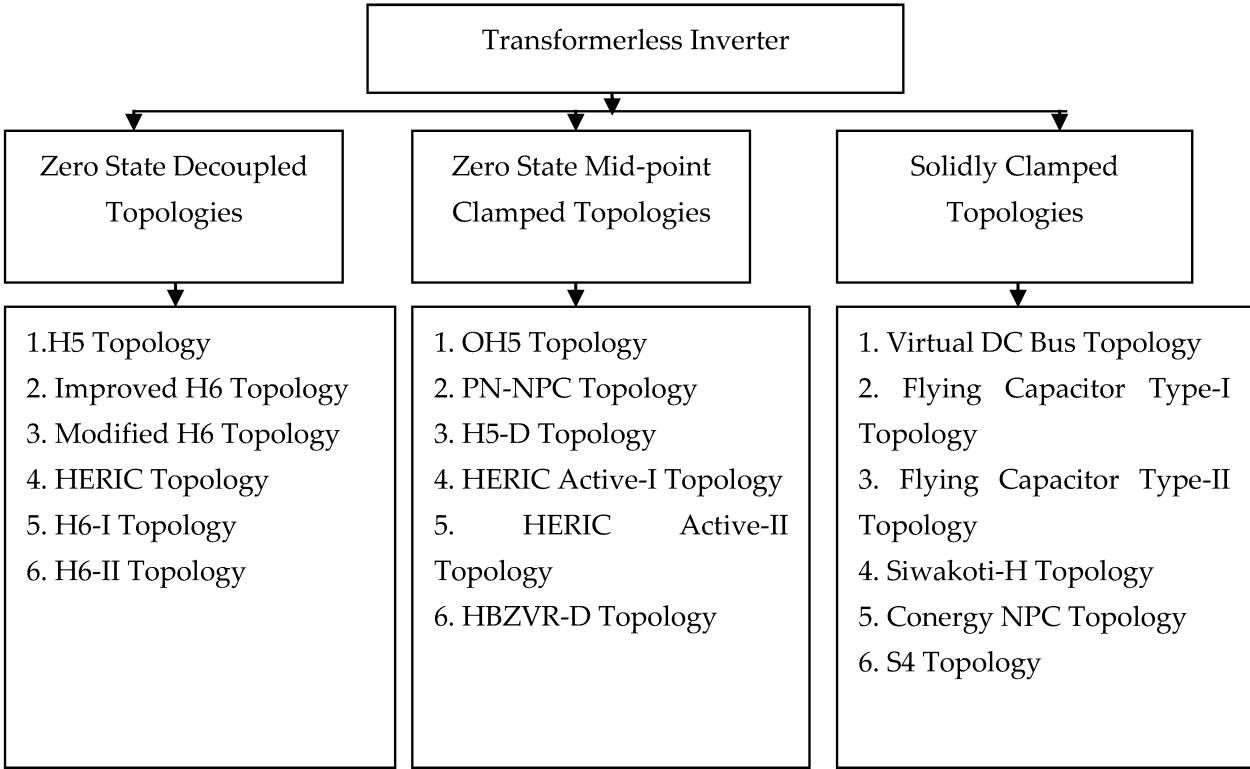 Transformerless Inverter
Zero State Decoupled
Topologies
Zero State Mid-point
Clamped Topologies
Solidly Clamped
Topologies
1.H5 Topology
2. Improved H6 Topology
3. Modified H6 Topology
4. HERIC Topology
5. H6-I Topology
6. H6-II Topology
1. OH5 Topology
2. PN-NPC Topology
3. H5-D Topology
4. HERIC Active-I Topology
5. HERIC Active-II
Topology
6. HBZVR-D Topology
1. Virtual DC Bus Topology
2. Flying Capacitor Type-I
Topology
3. Flying Capacitor Type-II
Topology
4. Siwakoti-H Topology
5. Conergy NPC Topology
6. S4 Topology